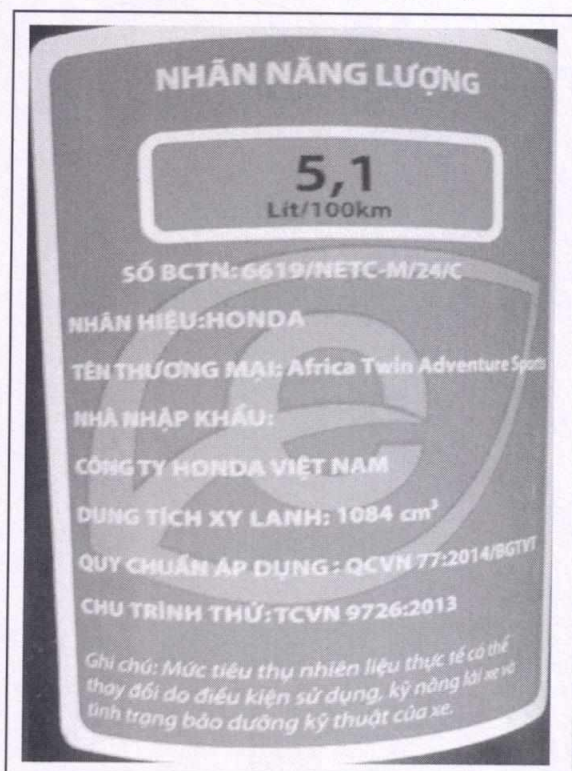 NHÃN NĂNG LƯỢNG
5,1
Lít/100km
SỐ BCTN: 6619/NETC-M/24/C
NHÃN HIỆU:HONDA
TÊN THƯƠNG MẠI: Africa Twin Adventure Sports
NHÀ NHẬP KHẨU:
CÔNG TY HONDA VIỆT NAM
DUNG TÍCH XY LANH: 1084 cm³
QUY CHUẨN ÁP DỤNG : QCVN 77:2014/BGTVT
CHU TRÌNH THỬ:TCVN 9726:2013
Ghi chú: Mức tiêu thụ nhiên liệu thực tế có thể
thay đổi do điều kiện sử dụng, kỹ năng lái xe và
tình trạng bảo dưỡng kỹ thuật của xe.